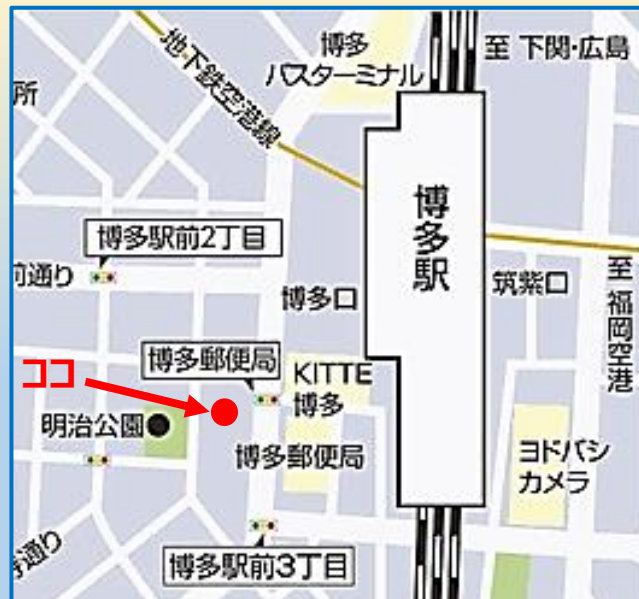 博多
バスターミナル
至 下関・広島
地下鉄空港線
所
博多駅
博多駅前2丁目
前通り
博多口
筑紫口
至 福岡空港
博多郵便局
KITTE
博多
ココ
明治公園
博多郵便局
ヨドバシ
カメラ
通り
博多駅前3丁目